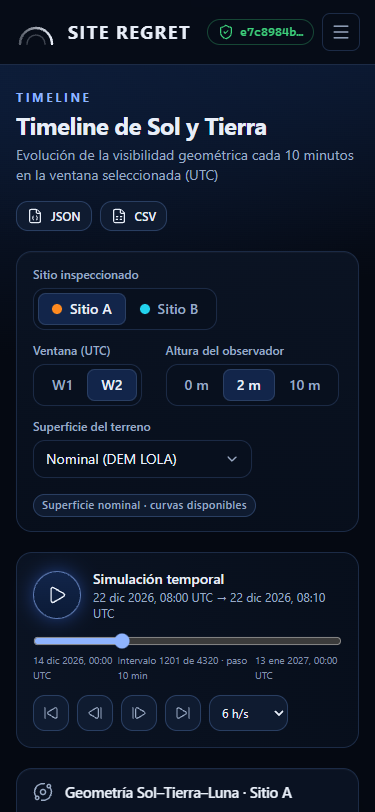 SITE REGRET
e7c8984b…
TIMELINE
Timeline de Sol y Tierra
Evolución de la visibilidad geométrica cada 10 minutos
en la ventana seleccionada (UTC)
JSON
CSV
Sitio inspeccionado
Sitio A
Sitio B
Ventana (UTC)
W1
W2
Altura del observador
0 m
2 m
10 m
Superficie del terreno
Nominal (DEM LOLA)
Superficie nominal · curvas disponibles
Simulación temporal
22 dic 2026, 08:00 UTC → 22 dic 2026, 08:10
UTC
14 dic 2026, 00:00
UTC
Intervalo 1201 de 4320 · paso
10 min
13 ene 2027, 00:00
UTC
6 h/s
Geometría Sol–Tierra–Luna · Sitio A